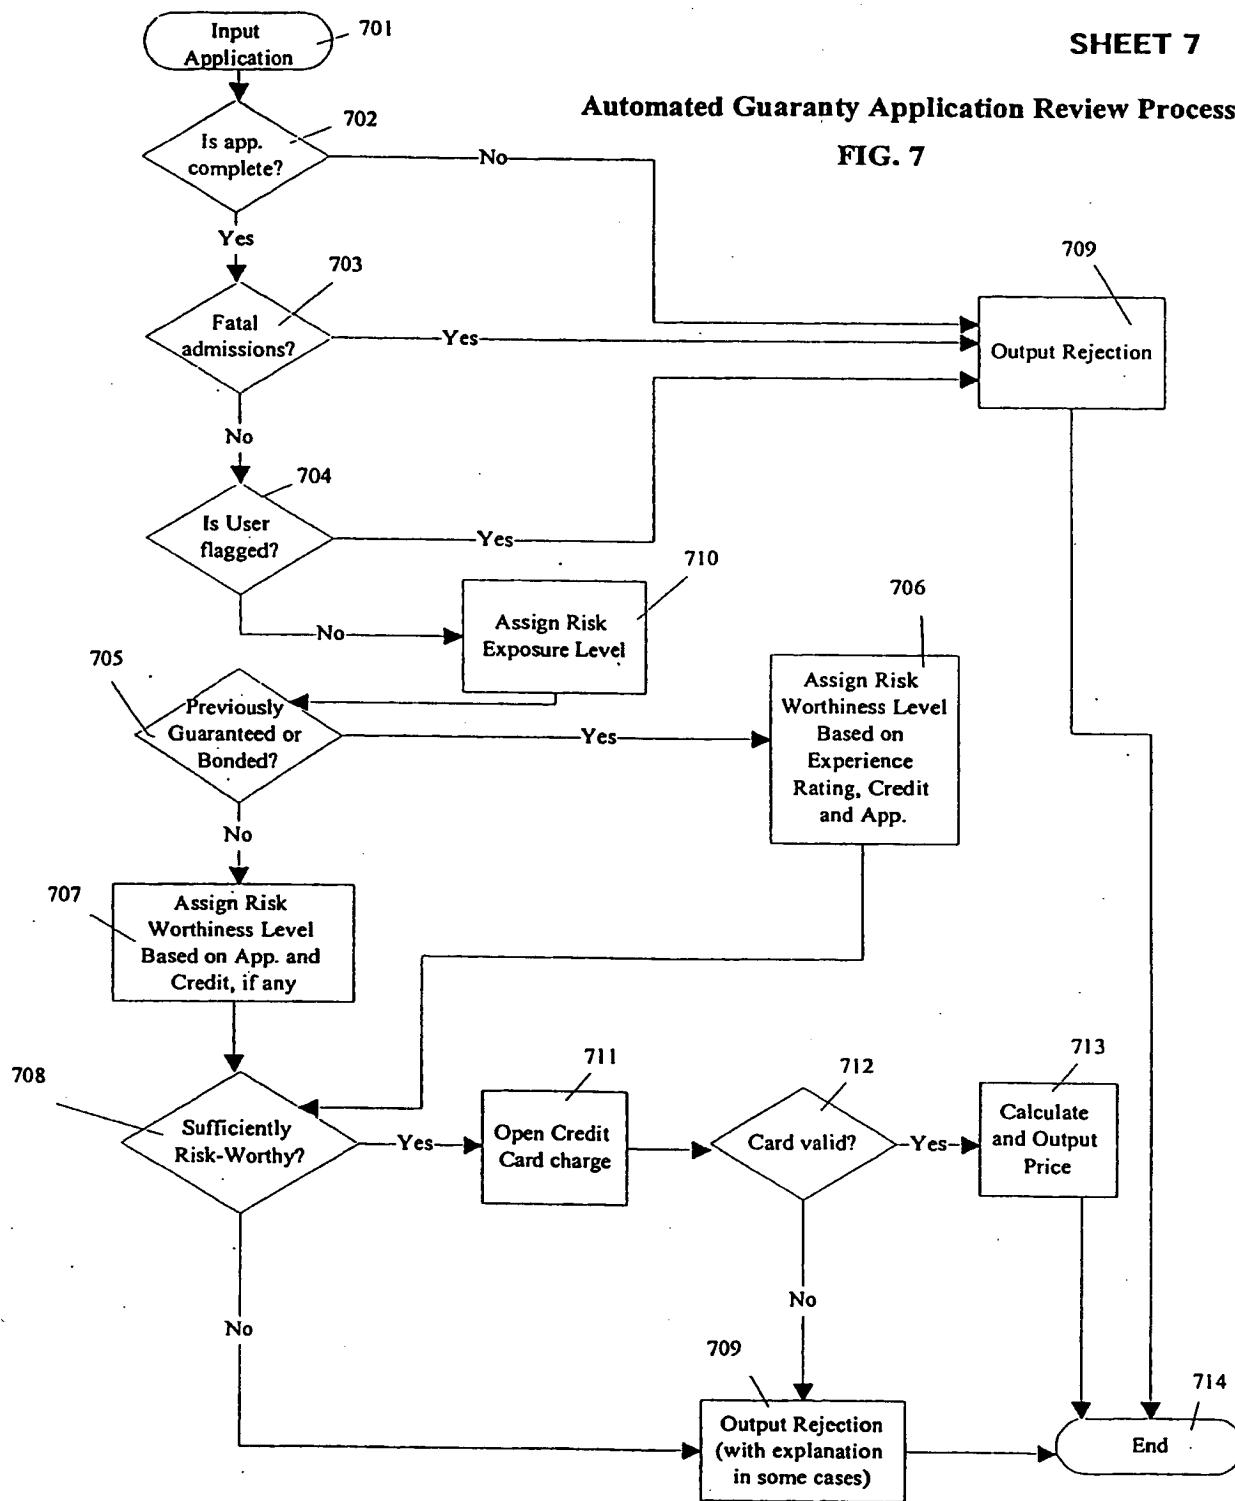 SHEET 7
Automated Guaranty Application Review Process
FIG. 7
Input
Application
701
Is app.
complete?
702
No
Yes
Fatal
admissions?
703
Yes
No
Output Rejection
709
Is User
flagged?
704
Yes
No
Assign Risk
Exposure Level
710
Previously
Guaranteed or
Bonded?
705
Yes
No
Assign Risk
Worthiness Level
Based on
Experience
Rating, Credit
and App.
706
Assign Risk
Worthiness Level
Based on App. and
Credit, if any
707
Sufficiently
Risk-Worthy?
708
Yes
No
Open Credit
Card charge
711
Card valid?
712
Yes
No
Calculate
and Output
Price
713
Output Rejection
(with explanation
in some cases)
709
End
714